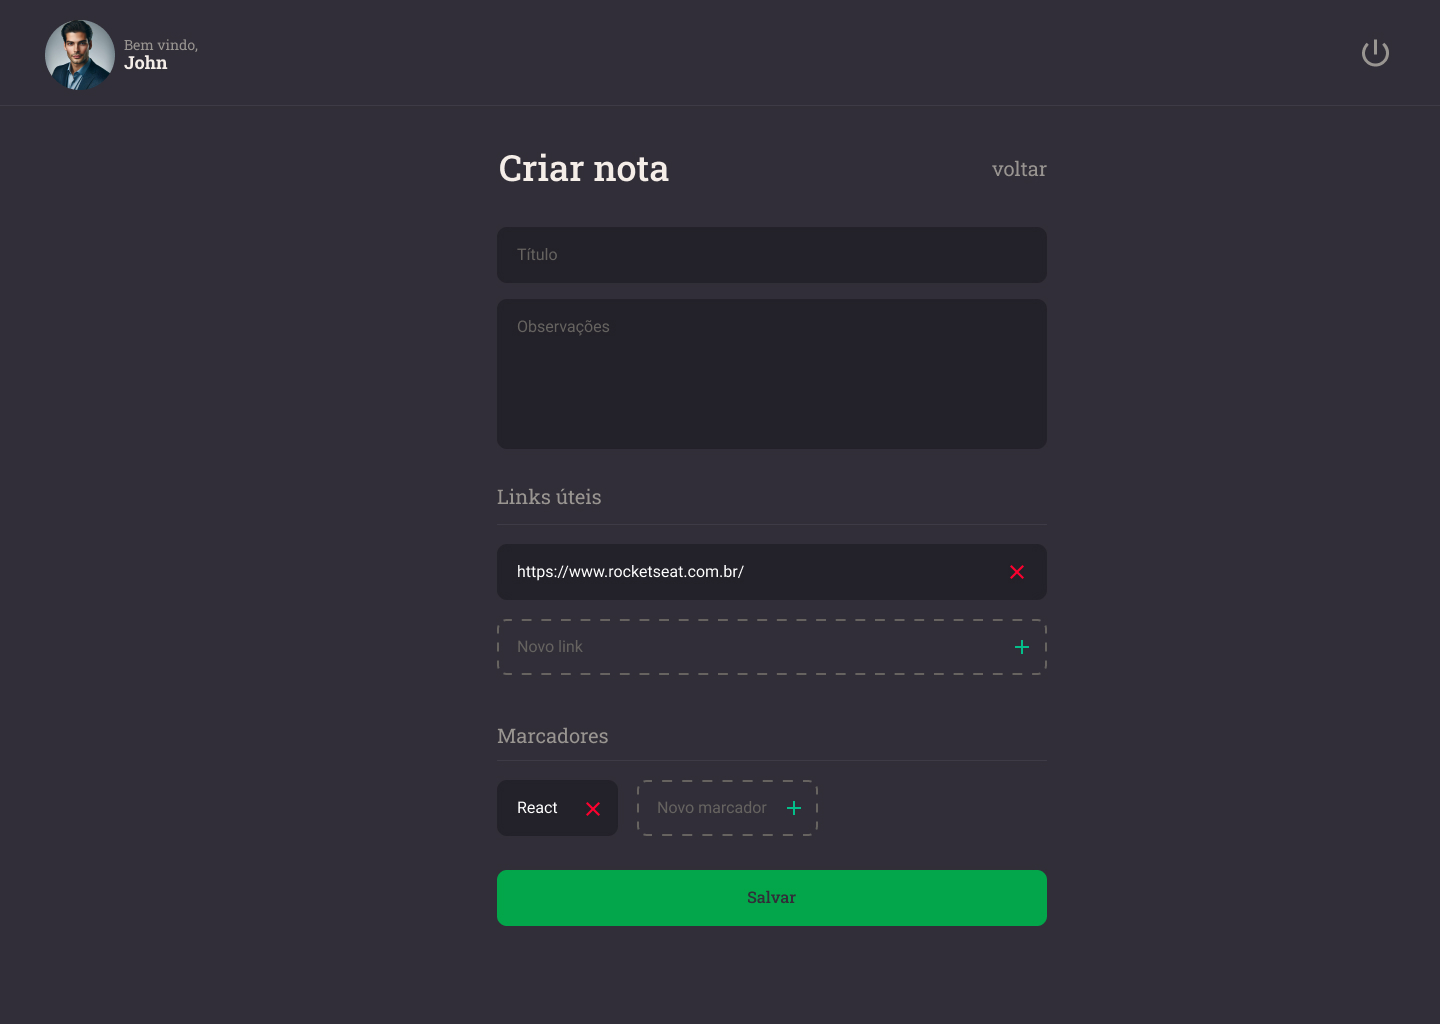 Bem vindo,
John
Criar nota
voltar
Título
Observações
Links úteis
https://www.rocketseat.com.br/
Novo link
Marcadores
React
Novo marcador
Salvar